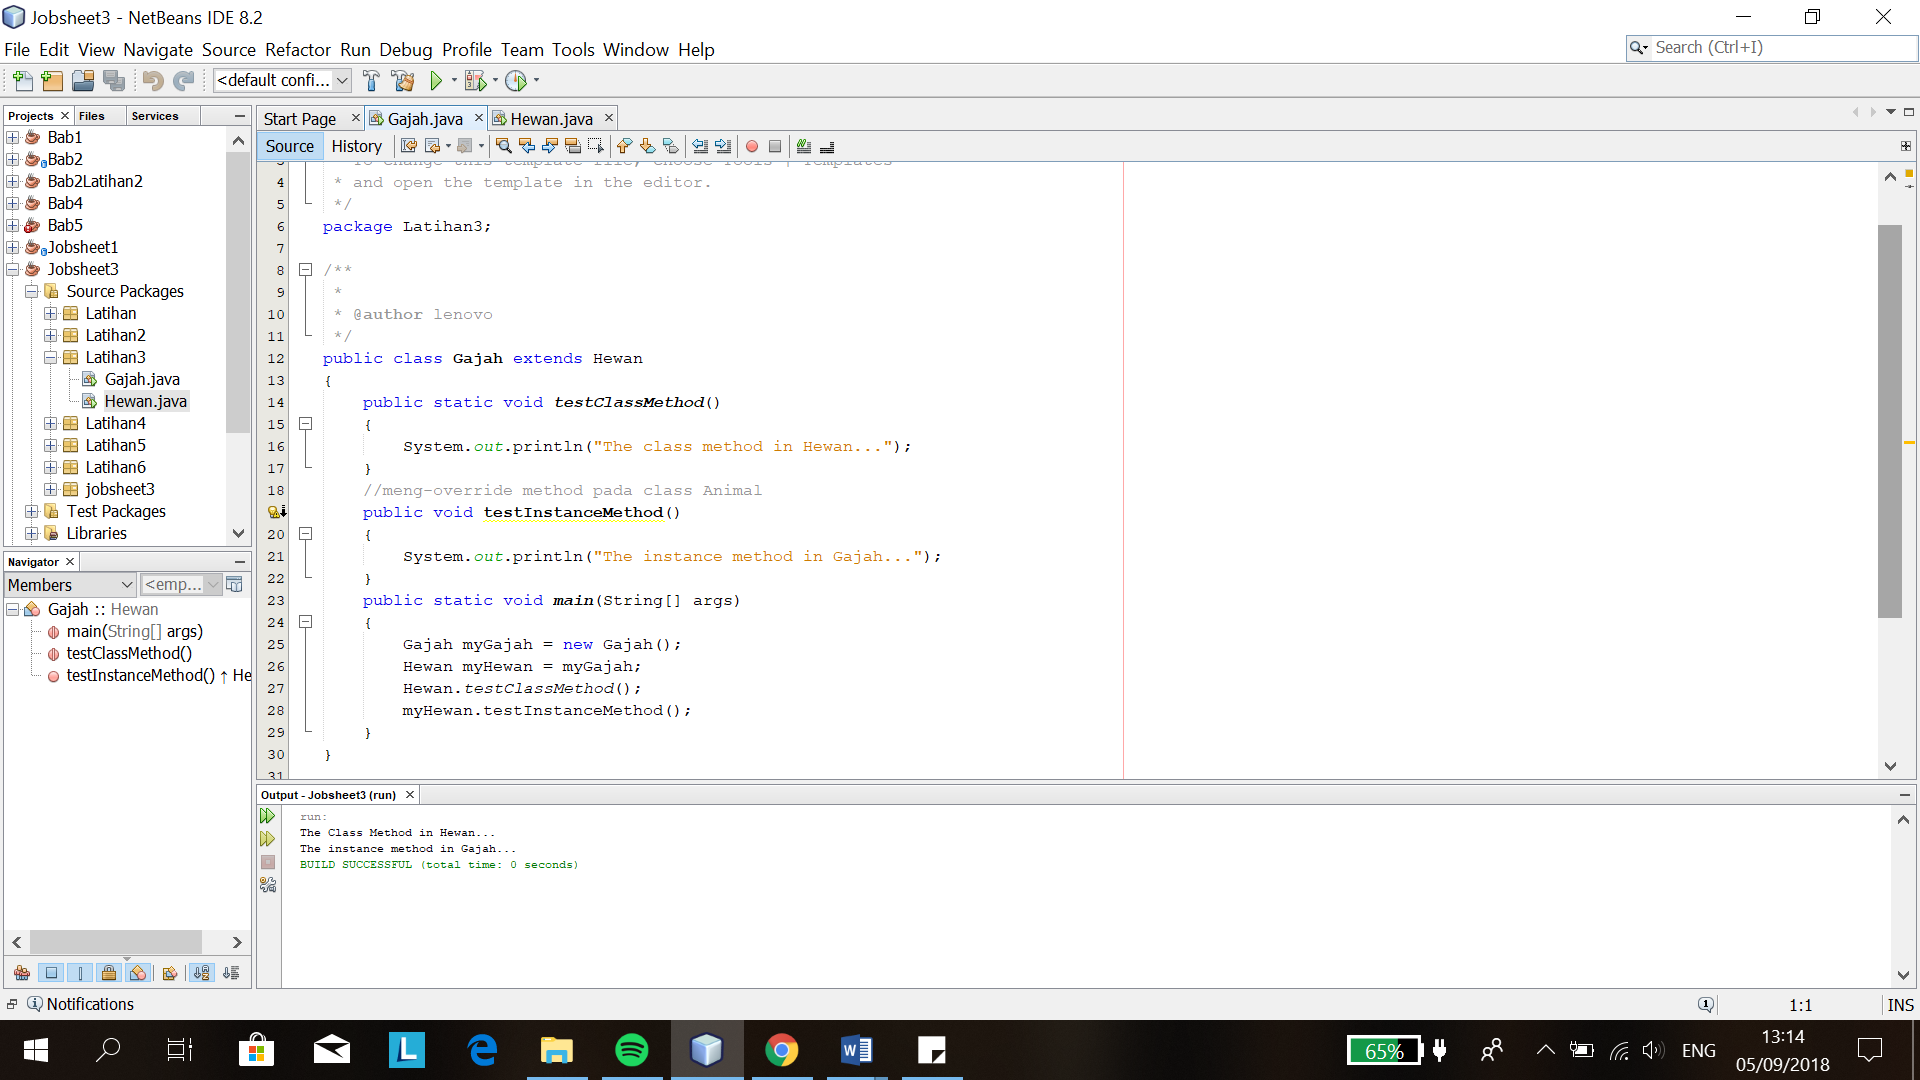 Jobsheet3 - NetBeans IDE 8.2
File Edit View Navigate Source Refactor Run Debug Profile Team Tools Window Help
Search (Ctrl+I)
<default confi...
Projects
Files
Services
Bab1
Bab2
Bab2Latihan2
Bab4
Bab5
Jobsheet1
Jobsheet3
Source Packages
Latihan
Latihan2
Latihan3
Gajah.java
Hewan.java
Latihan4
Latihan5
Latihan6
jobsheet3
Test Packages
Libraries
Navigator
Members
<emp...
Gajah :: Hewan
main(String[] args)
testClassMethod()
testInstanceMethod() ↑ He
Start Page
Gajah.java
Hewan.java
Source
History
3 * To change this template file, choose Tools | Templates
4 * and open the template in the editor.
5 */
6 package Latihan3;
7
8 /**
9 *
10 * @author lenovo
11 */
12 public class Gajah extends Hewan
13 {
14 public static void testClassMethod()
15 {
16 System.out.println("The class method in Hewan...");
17 }
18 //meng-override method pada class Animal
public void testInstanceMethod()
20 {
21 System.out.println("The instance method in Gajah...");
22 }
23 public static void main(String[] args)
24 {
25 Gajah myGajah = new Gajah();
26 Hewan myHewan = myGajah;
27 Hewan.testClassMethod();
28 myHewan.testInstanceMethod();
29 }
30 }
31
Output - Jobsheet3 (run)
run:
The Class Method in Hewan...
The instance method in Gajah...
BUILD SUCCESSFUL (total time: 0 seconds)
Notifications
1:1
INS
L
65%
ENG
13:14
05/09/2018